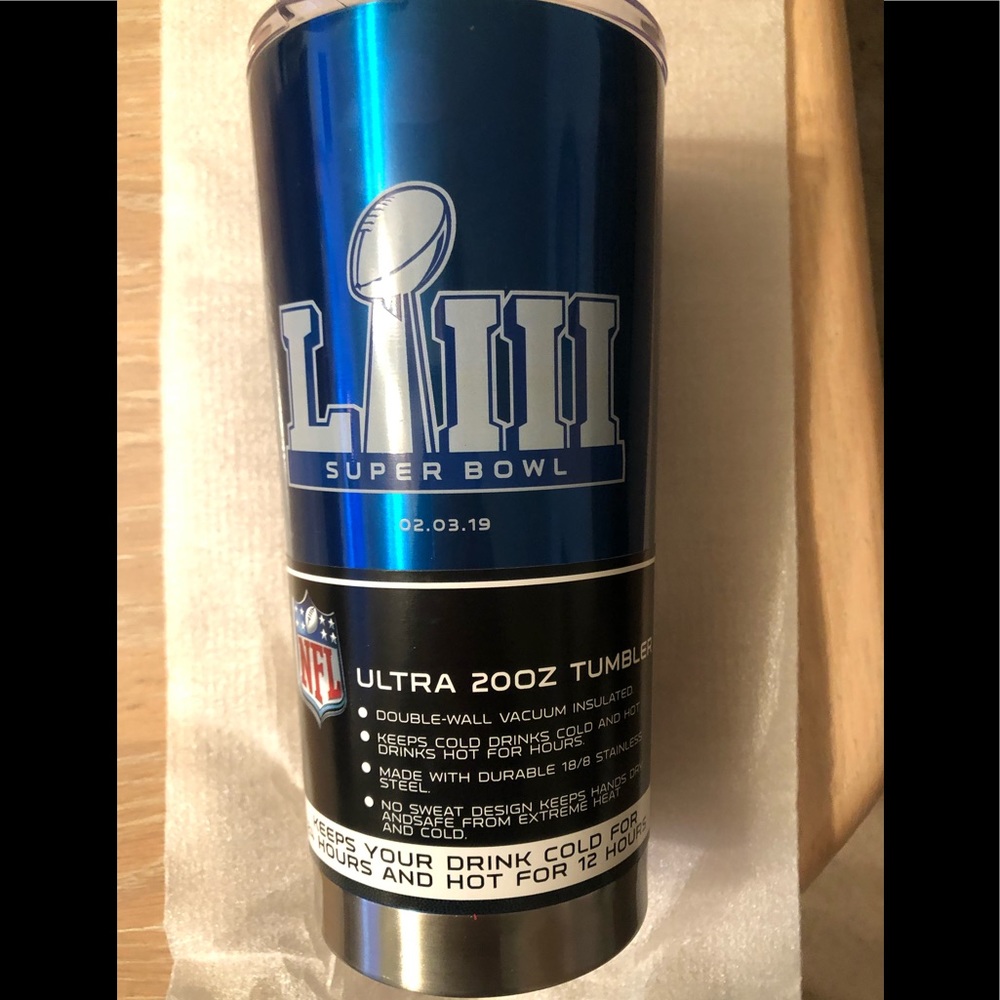 LIII
SUPER BOWL
02.03.19
NFL
ULTRA 20OZ TUMBLER
DOUBLE-WALL VACUUM INSULATED
KEEPS COLD DRINKS COLD AND HOT
DRINKS HOT FOR HOURS.
MADE WITH DURABLE 18/8 STAINLESS
STEEL.
NO SWEAT DESIGN KEEPS HANDS DRY
ANDSAFE FROM EXTREME HEAT
AND COLD.
KEEPS YOUR DRINK COLD FOR
HOURS AND HOT FOR 12 HOURS